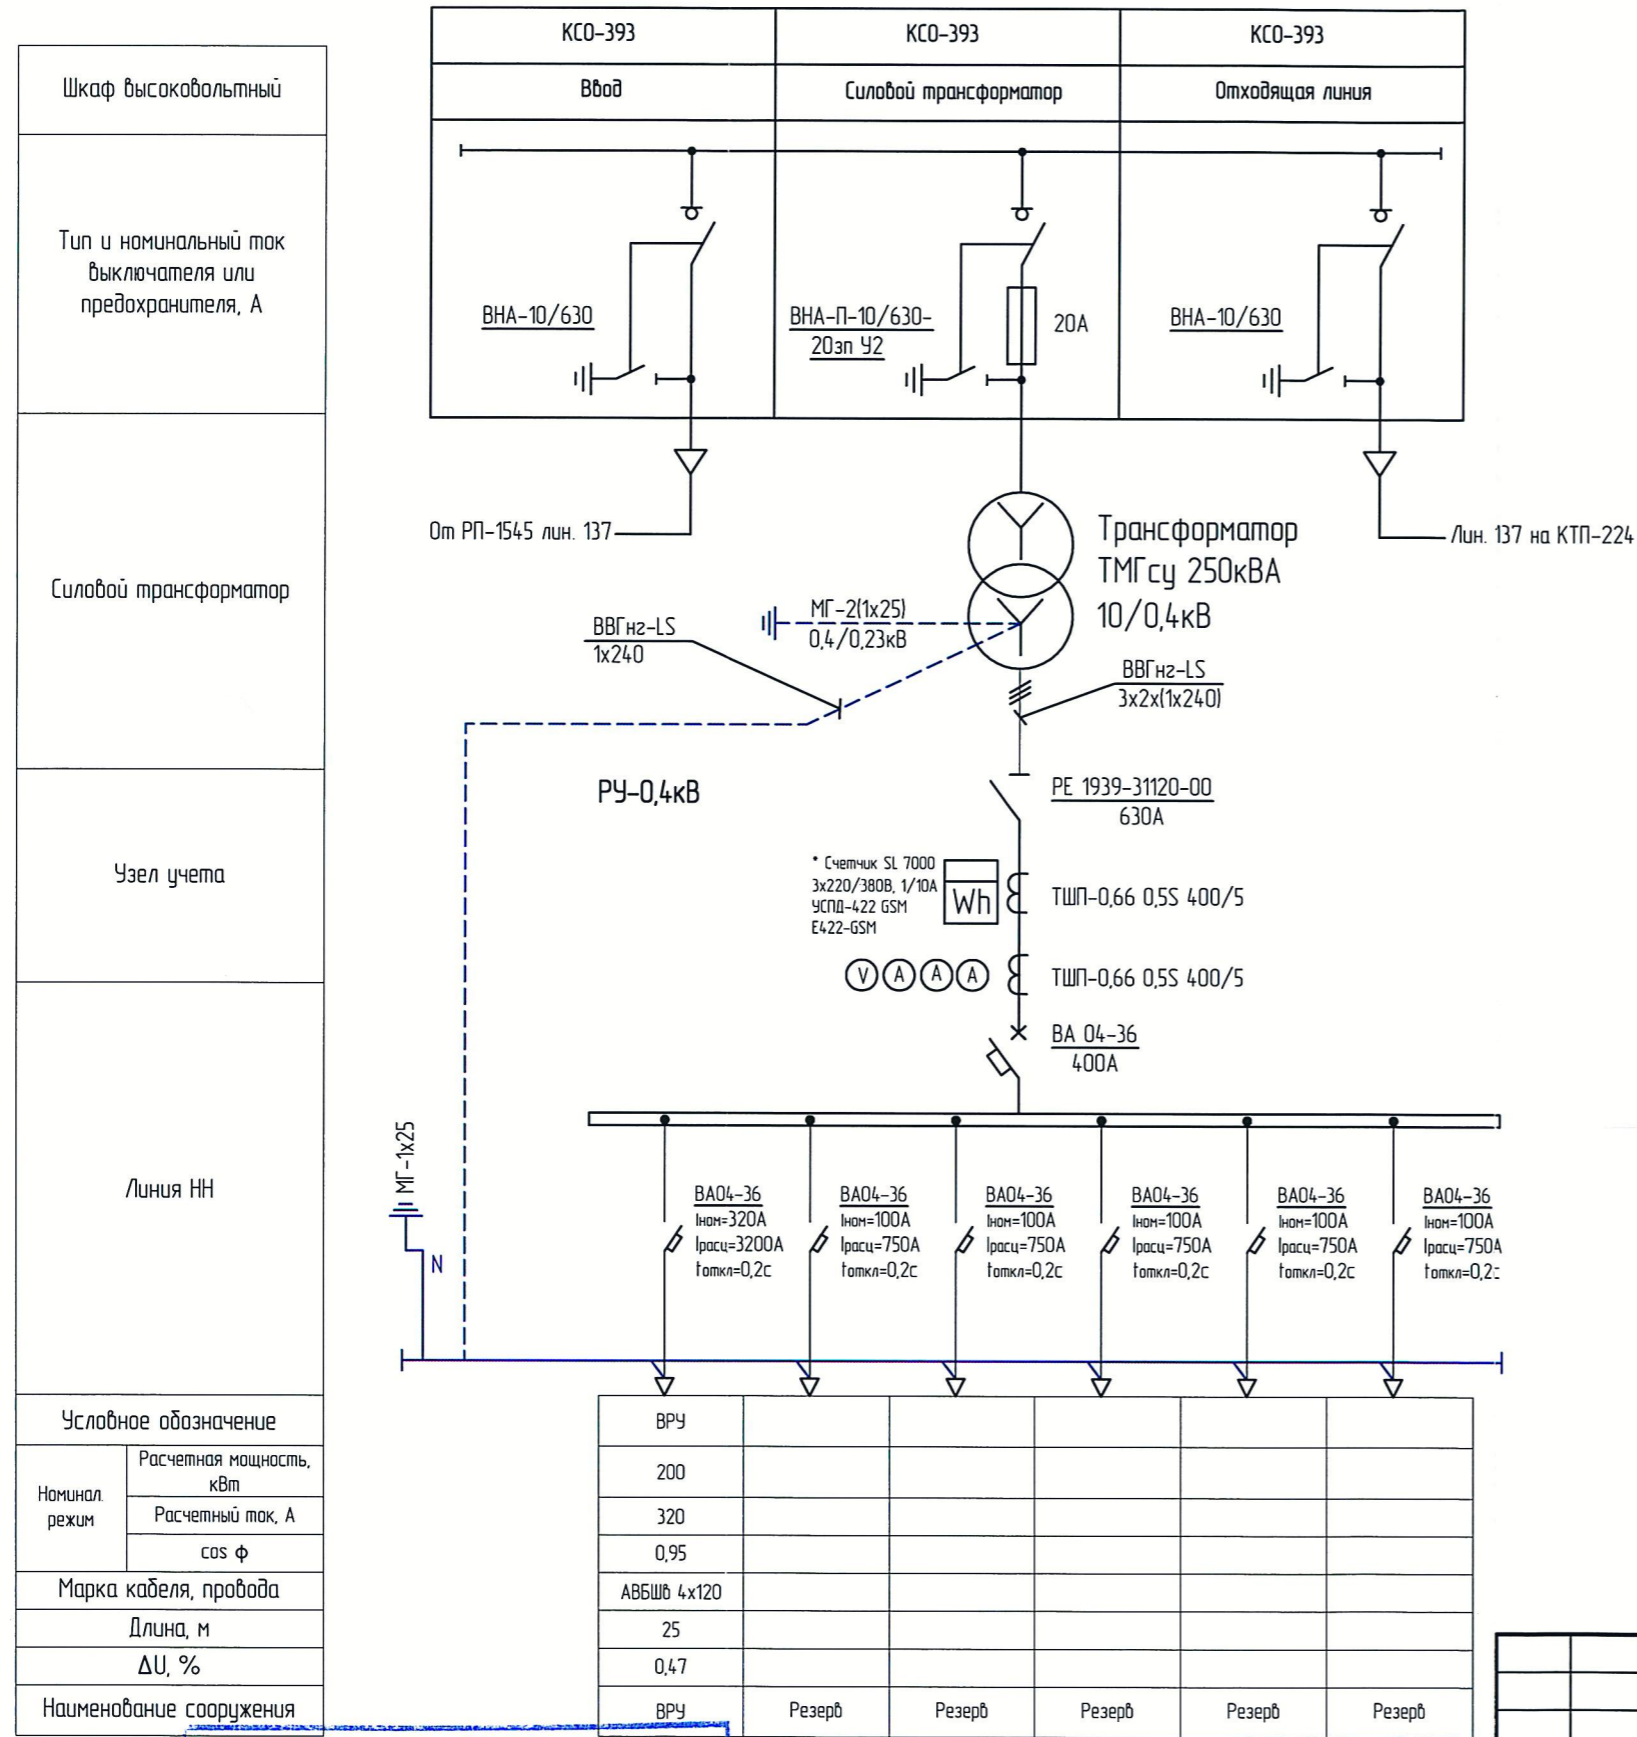 КСО-393
КСО-393
КСО-393
Шкаф высоковольтный
Ввод
Силовой трансформатор
Отходящая линия
Тип и номинальный ток
выключателя или
предохранителя, А
ВНА-10/630
ВНА-П-10/630-
20зп У2
20А
ВНА-10/630
Силовой трансформатор
От РП-1545 лин. 137
Трансформатор
ТМГсу 250кВА
10/0,4кВ
Лин. 137 на КТП-224
МГ-2(1х25)
0,4/0,23кВ
ВВГнг-LS
1х240
ВВГнг-LS
3х2х(1х240)
РУ-0,4кВ
РЕ 1939-31120-00
630А
Узел учета
* Счетчик SL 7000
3х220/380В, 1/10А
УСПД-422 GSM
E422-GSM
Wh
ТШП-0,66 0,5S 400/5
V A A A
ТШП-0,66 0,5S 400/5
ВА 04-36
400А
Линия НН
МГ-1х25
N
ВА04-36
Iном=320А
Iрасц=3200А
tоткл=0,2с
ВА04-36
Iном=100А
Iрасц=750А
tоткл=0,2с
ВА04-36
Iном=100А
Iрасц=750А
tоткл=0,2с
ВА04-36
Iном=100А
Iрасц=750А
tоткл=0,2с
ВА04-36
Iном=100А
Iрасц=750А
tоткл=0,2с
ВА04-36
Iном=100А
Iрасц=750А
tоткл=0,2с
Условное обозначение
ВРУ
Номинал.
режим
Расчетная мощность,
кВт
200
Расчетный ток, А
320
cos ф
0,95
Марка кабеля, провода
АВБШв 4х120
Длина, м
25
ΔU, %
0,47
Наименование сооружения
ВРУ
Резерв
Резерв
Резерв
Резерв
Резерв